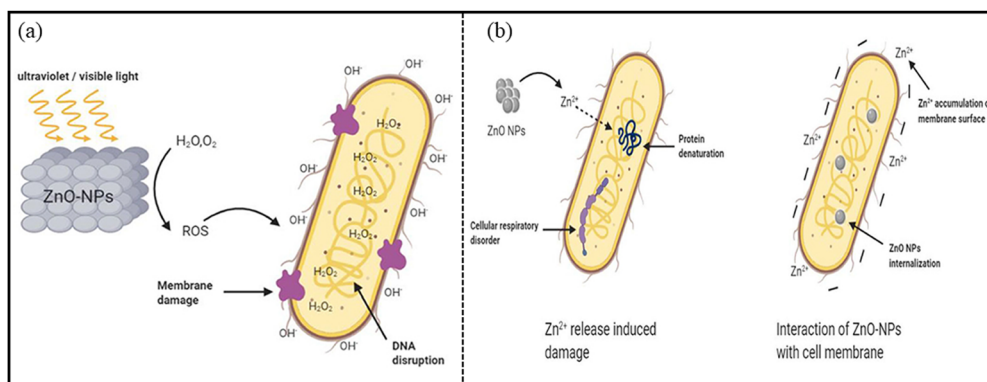 (a)
ultraviolet / visible light
ZnO-NPs
H₂O,O₂
ROS
Membrane
damage
DNA
disruption
OH⁻
OH⁻
OH⁻
OH⁻
OH⁻
OH⁻
OH⁻
OH⁻
OH⁻
OH⁻
OH⁻
H₂O₂
H₂O₂
H₂O₂
H₂O₂
H₂O₂
H₂O₂
(b)
ZnO NPs
Zn²⁺
Protein
denaturation
Cellular respiratory
disorder
Zn²⁺ release induced
damage
Zn²⁺
Zn²⁺ accumulation o
membrane surface
Zn²⁺
Zn²⁺
Zn²⁺
ZnO NPs
internalization
Interaction of ZnO-NPs
with cell membrane